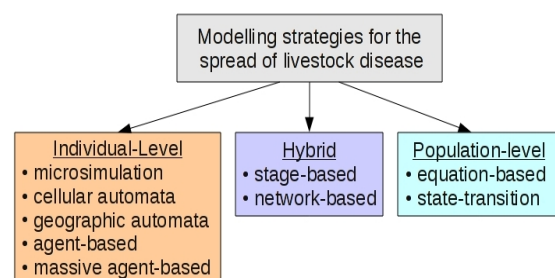 Modelling strategies for the
spread of livestock disease
Individual-Level
• microsimulation
• cellular automata
• geographic automata
• agent-based
• massive agent-based
Hybrid
• stage-based
• network-based
Population-level
• equation-based
• state-transition